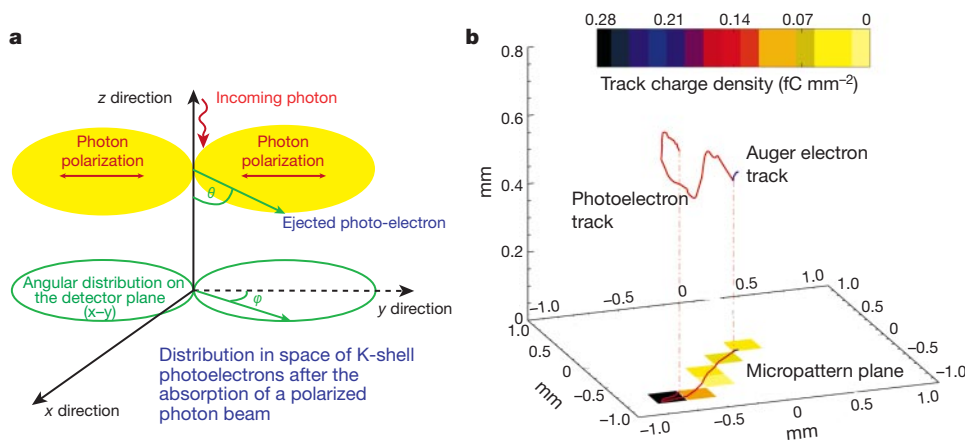 a
z direction
Incoming photon
Photon
polarization
Photon
polarization
θ
Ejected photo-electron
Angular distribution on
the detector plane
(x–y)
φ
y direction
x direction
Distribution in space of K-shell
photoelectrons after the
absorption of a polarized
photon beam
b
0.28 0.21 0.14 0.07 0
Track charge density (fC mm–2)
0.8
0.6
mm
0.4
0.2
0
Photoelectron
track
Auger electron
track
–1.0 –0.5 0 0.5 1.0
1.0 0.5 0 –0.5 –1.0
mm
1.0 0.5 0 –0.5 –1.0
Micropattern plane
–1.0 –0.5 0 0.5 1.0
mm